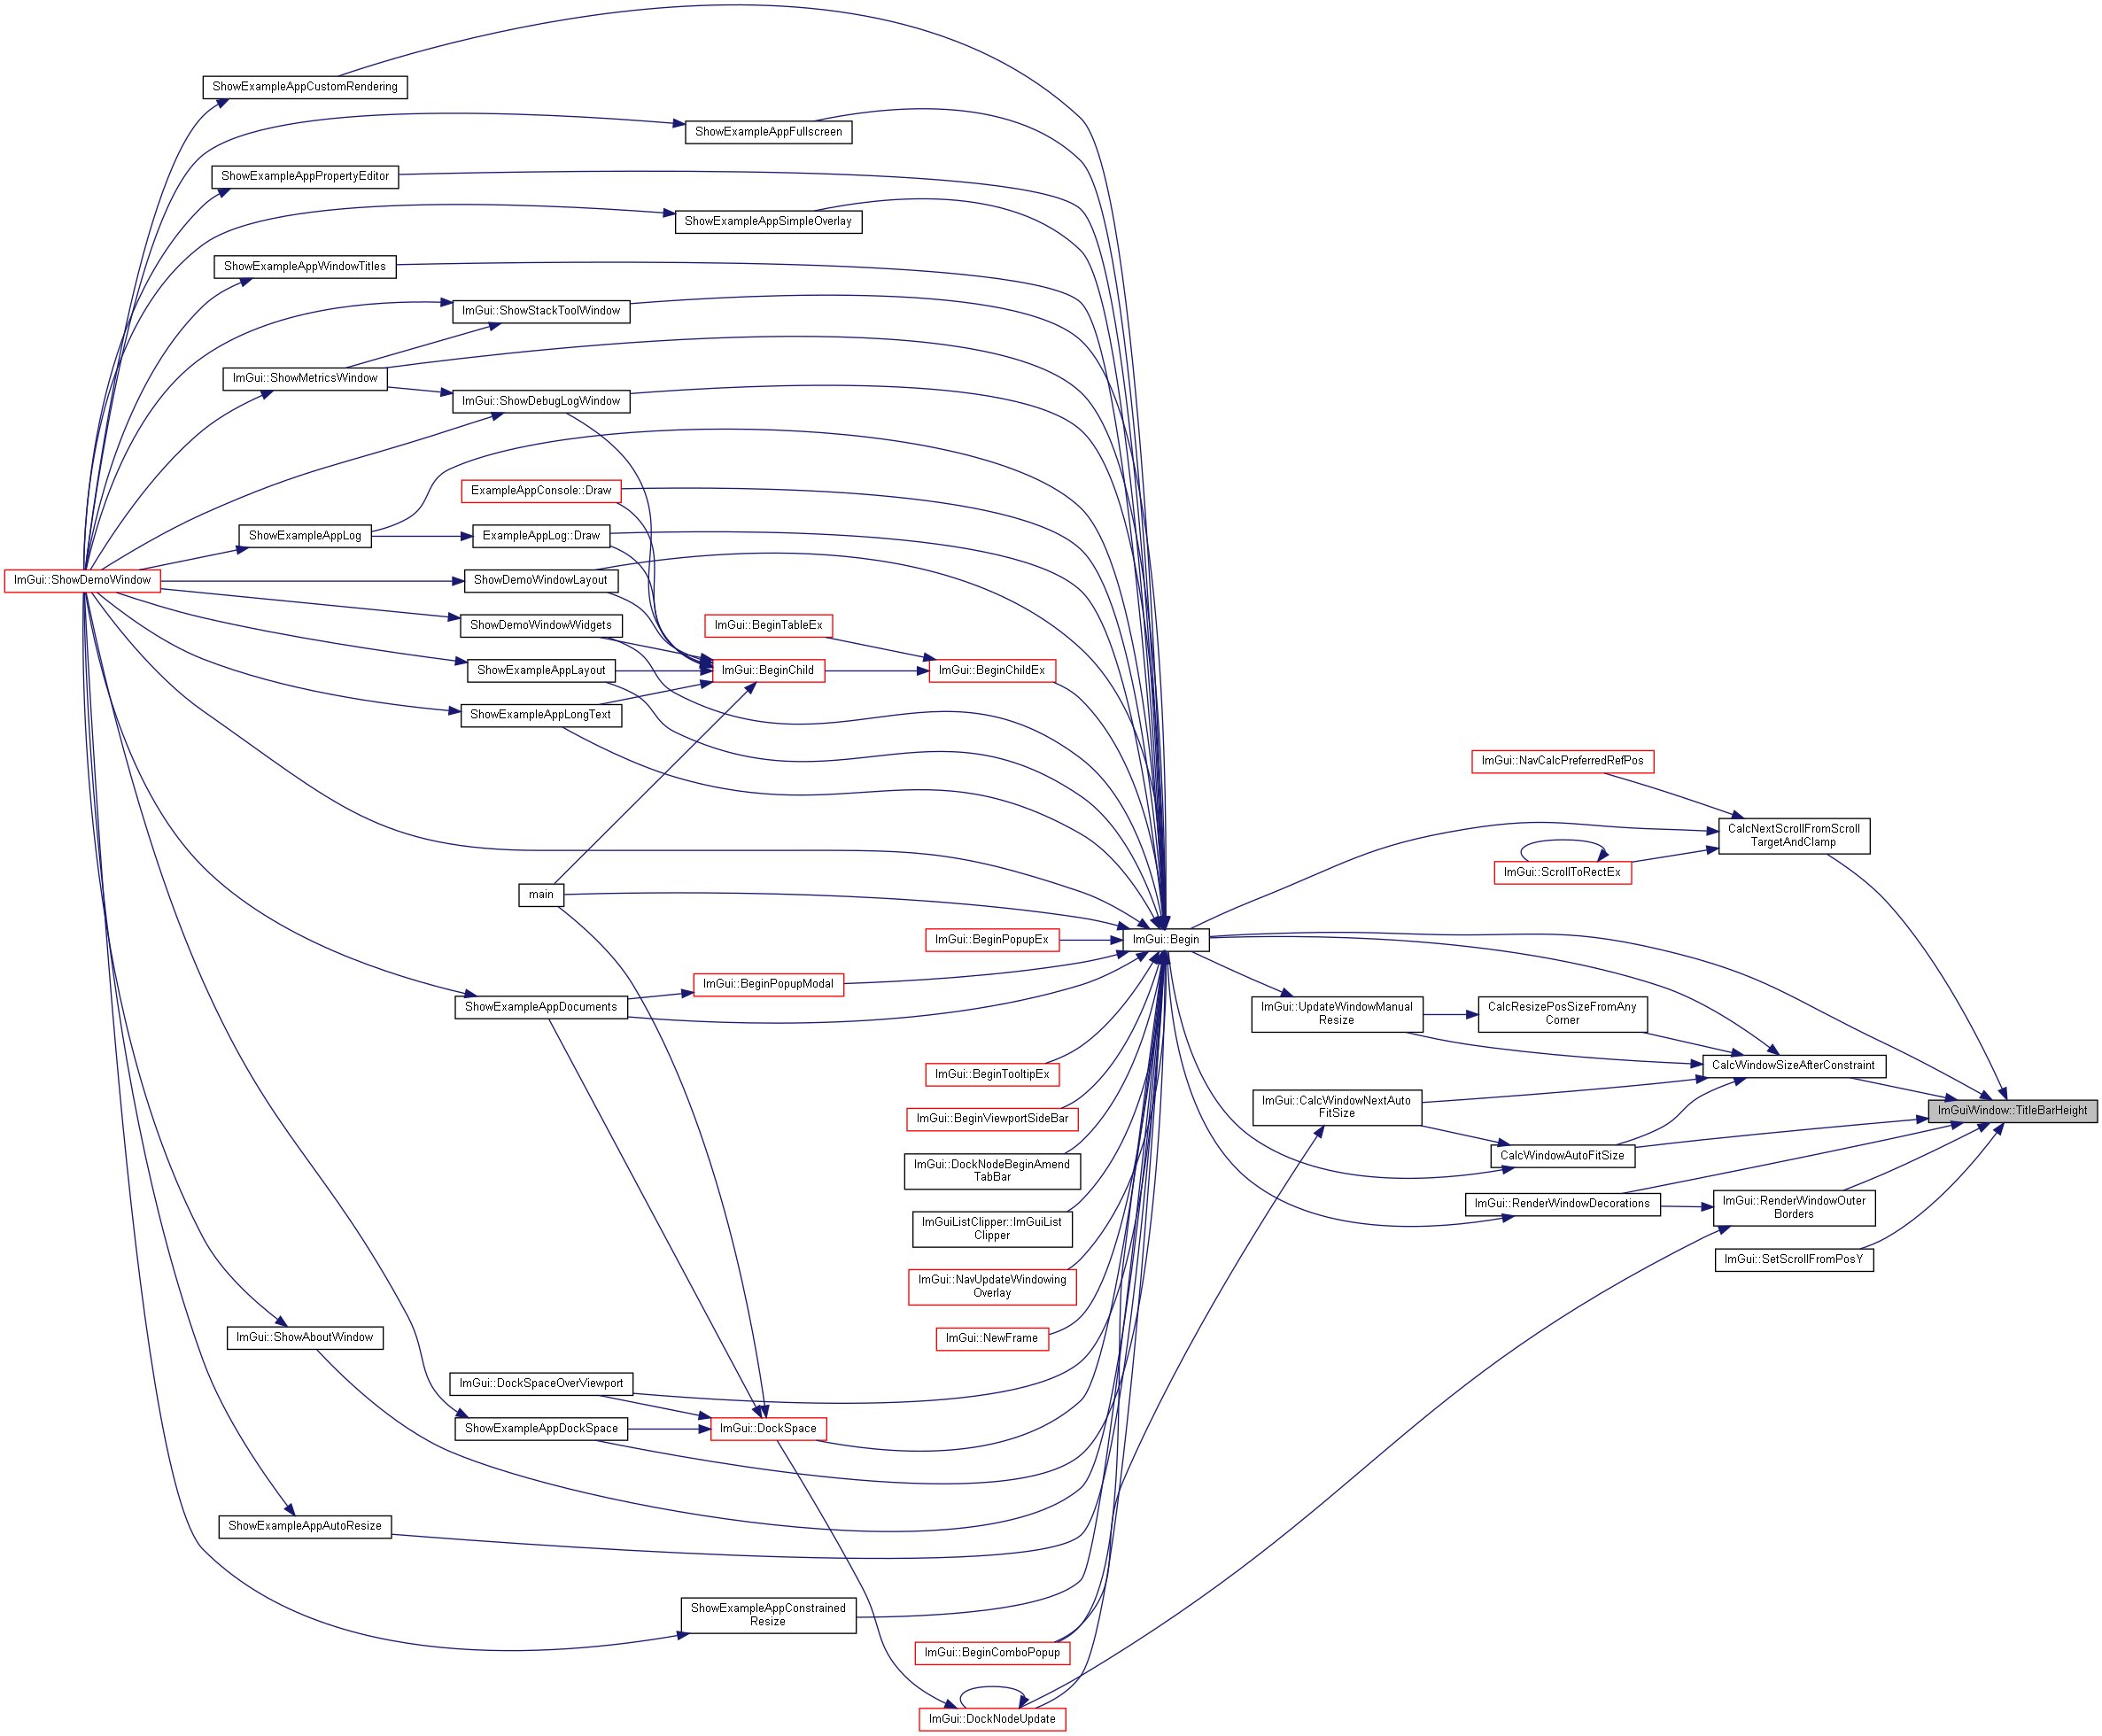 ShowExampleAppCustomRendering
ShowExampleAppFullscreen
ShowExampleAppPropertyEditor
ShowExampleAppSimpleOverlay
ShowExampleAppWindowTitles
ImGui::ShowStackToolWindow
ImGui::ShowMetricsWindow
ImGui::ShowDebugLogWindow
ExampleAppConsole::Draw
ShowExampleAppLog
ExampleAppLog::Draw
ImGui::ShowDemoWindow
ShowDemoWindowLayout
ShowDemoWindowWidgets
ImGui::BeginTableEx
ShowExampleAppLayout
ImGui::BeginChild
ImGui::BeginChildEx
ShowExampleAppLongText
ImGui::NavCalcPreferredRefPos
CalcNextScrollFromScroll
TargetAndClamp
ImGui::ScrollToRectEx
main
ImGui::BeginPopupEx
ImGui::Begin
ImGui::BeginPopupModal
ShowExampleAppDocuments
ImGui::UpdateWindowManual
Resize
CalcResizePosSizeFromAny
Corner
CalcWindowSizeAfterConstraint
ImGui::BeginTooltipEx
ImGui::CalcWindowNextAuto
FitSize
ImGuiWindow::TitleBarHeight
ImGui::BeginViewportSideBar
CalcWindowAutoFitSize
ImGui::DockNodeBeginAmend
TabBar
ImGui::RenderWindowDecorations
ImGui::RenderWindowOuter
Borders
ImGuiListClipper::ImGuiList
Clipper
ImGui::SetScrollFromPosY
ImGui::NavUpdateWindowing
Overlay
ImGui::ShowAboutWindow
ImGui::NewFrame
ImGui::DockSpaceOverViewport
ShowExampleAppDockSpace
ImGui::DockSpace
ShowExampleAppAutoResize
ShowExampleAppConstrained
Resize
ImGui::BeginComboPopup
ImGui::DockNodeUpdate